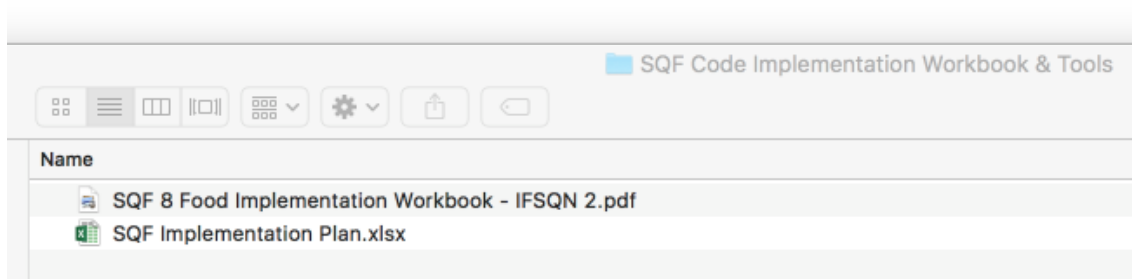 SQF Code Implementation Workbook & Tools
Name
SQF 8 Food Implementation Workbook - IFSQN 2.pdf
SQF Implementation Plan.xlsx